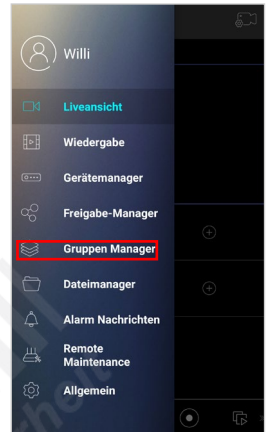 Willi
Liveansicht
Wiedergabe
Gerätemanager
Freigabe-Manager
Gruppen Manager
Dateimanager
Alarm Nachrichten
Remote
Maintenance
Allgemein